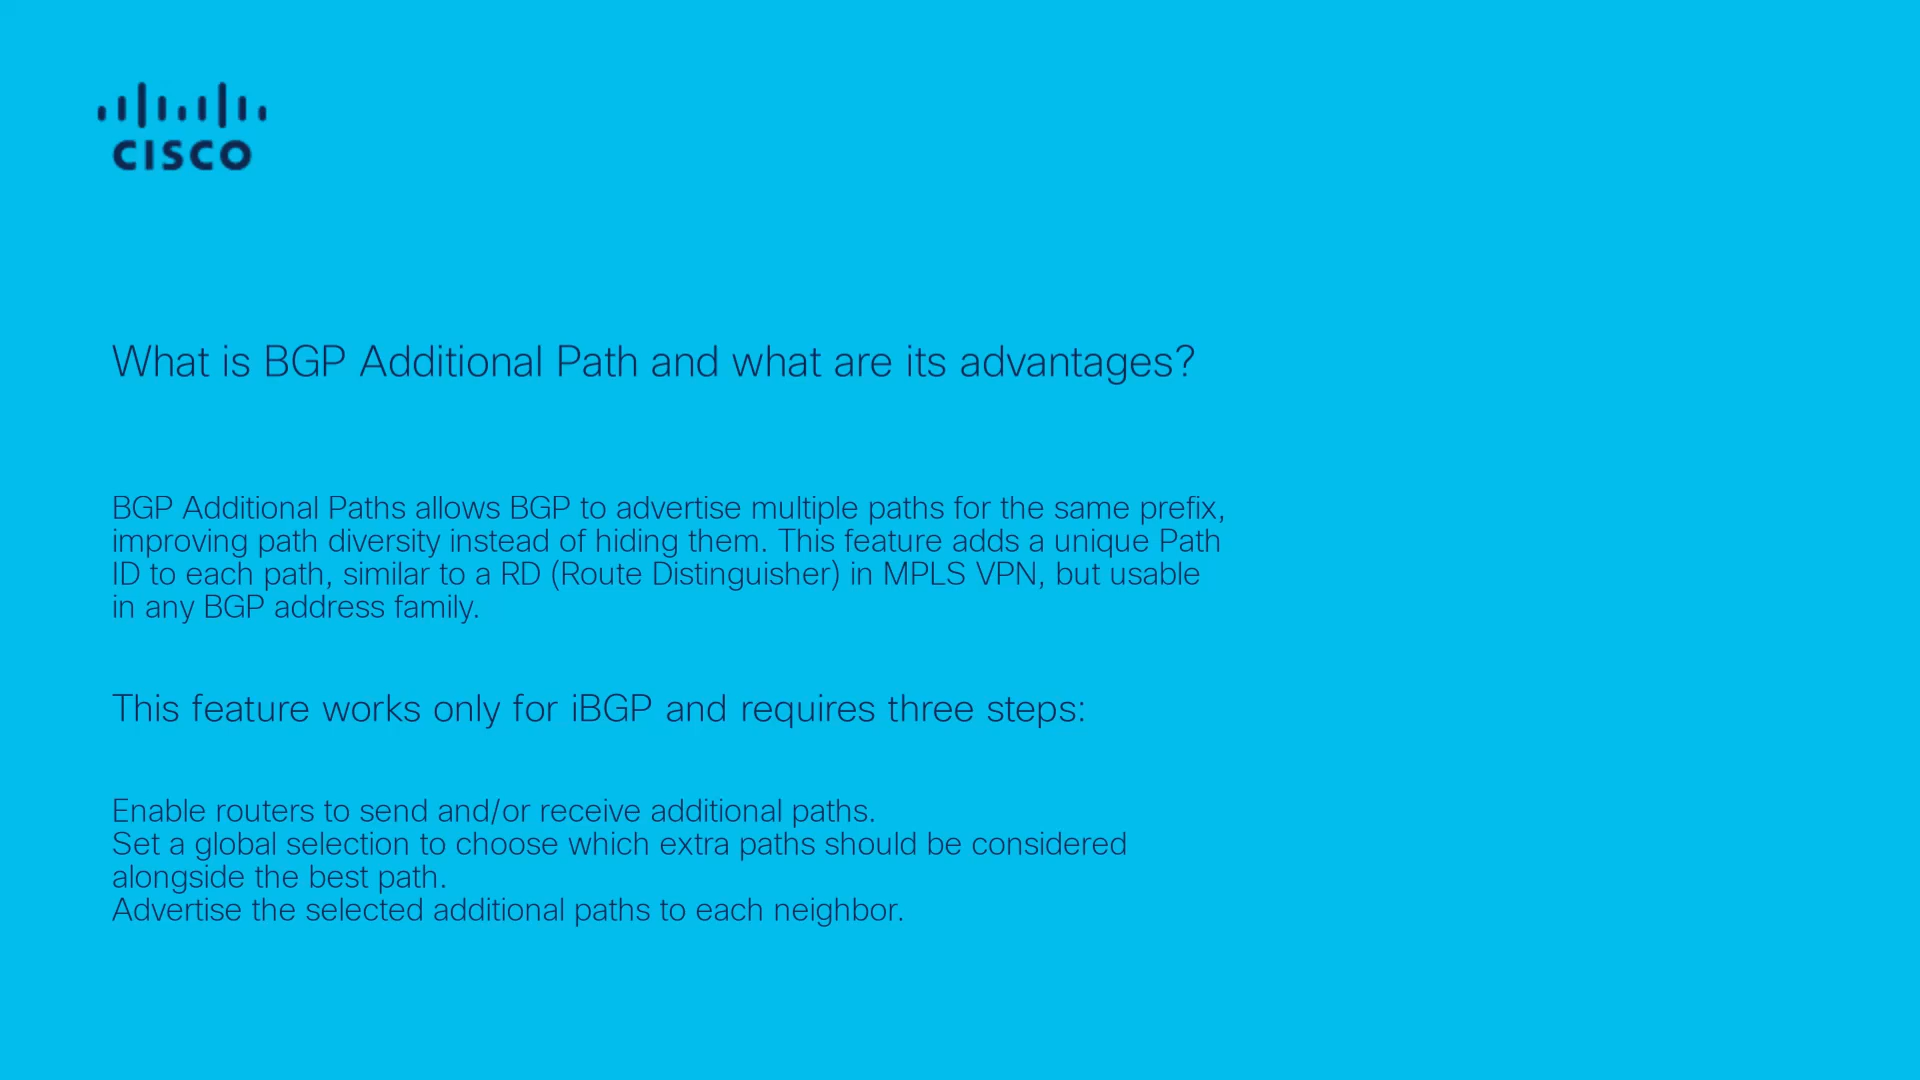 CISCO
What is BGP Additional Path and what are its advantages?
BGP Additional Paths allows BGP to advertise multiple paths for the same prefix,
improving path diversity instead of hiding them. This feature adds a unique Path
ID to each path, similar to a RD (Route Distinguisher) in MPLS VPN, but usable
in any BGP address family.
This feature works only for iBGP and requires three steps:
Enable routers to send and/or receive additional paths.
Set a global selection to choose which extra paths should be considered
alongside the best path.
Advertise the selected additional paths to each neighbor.